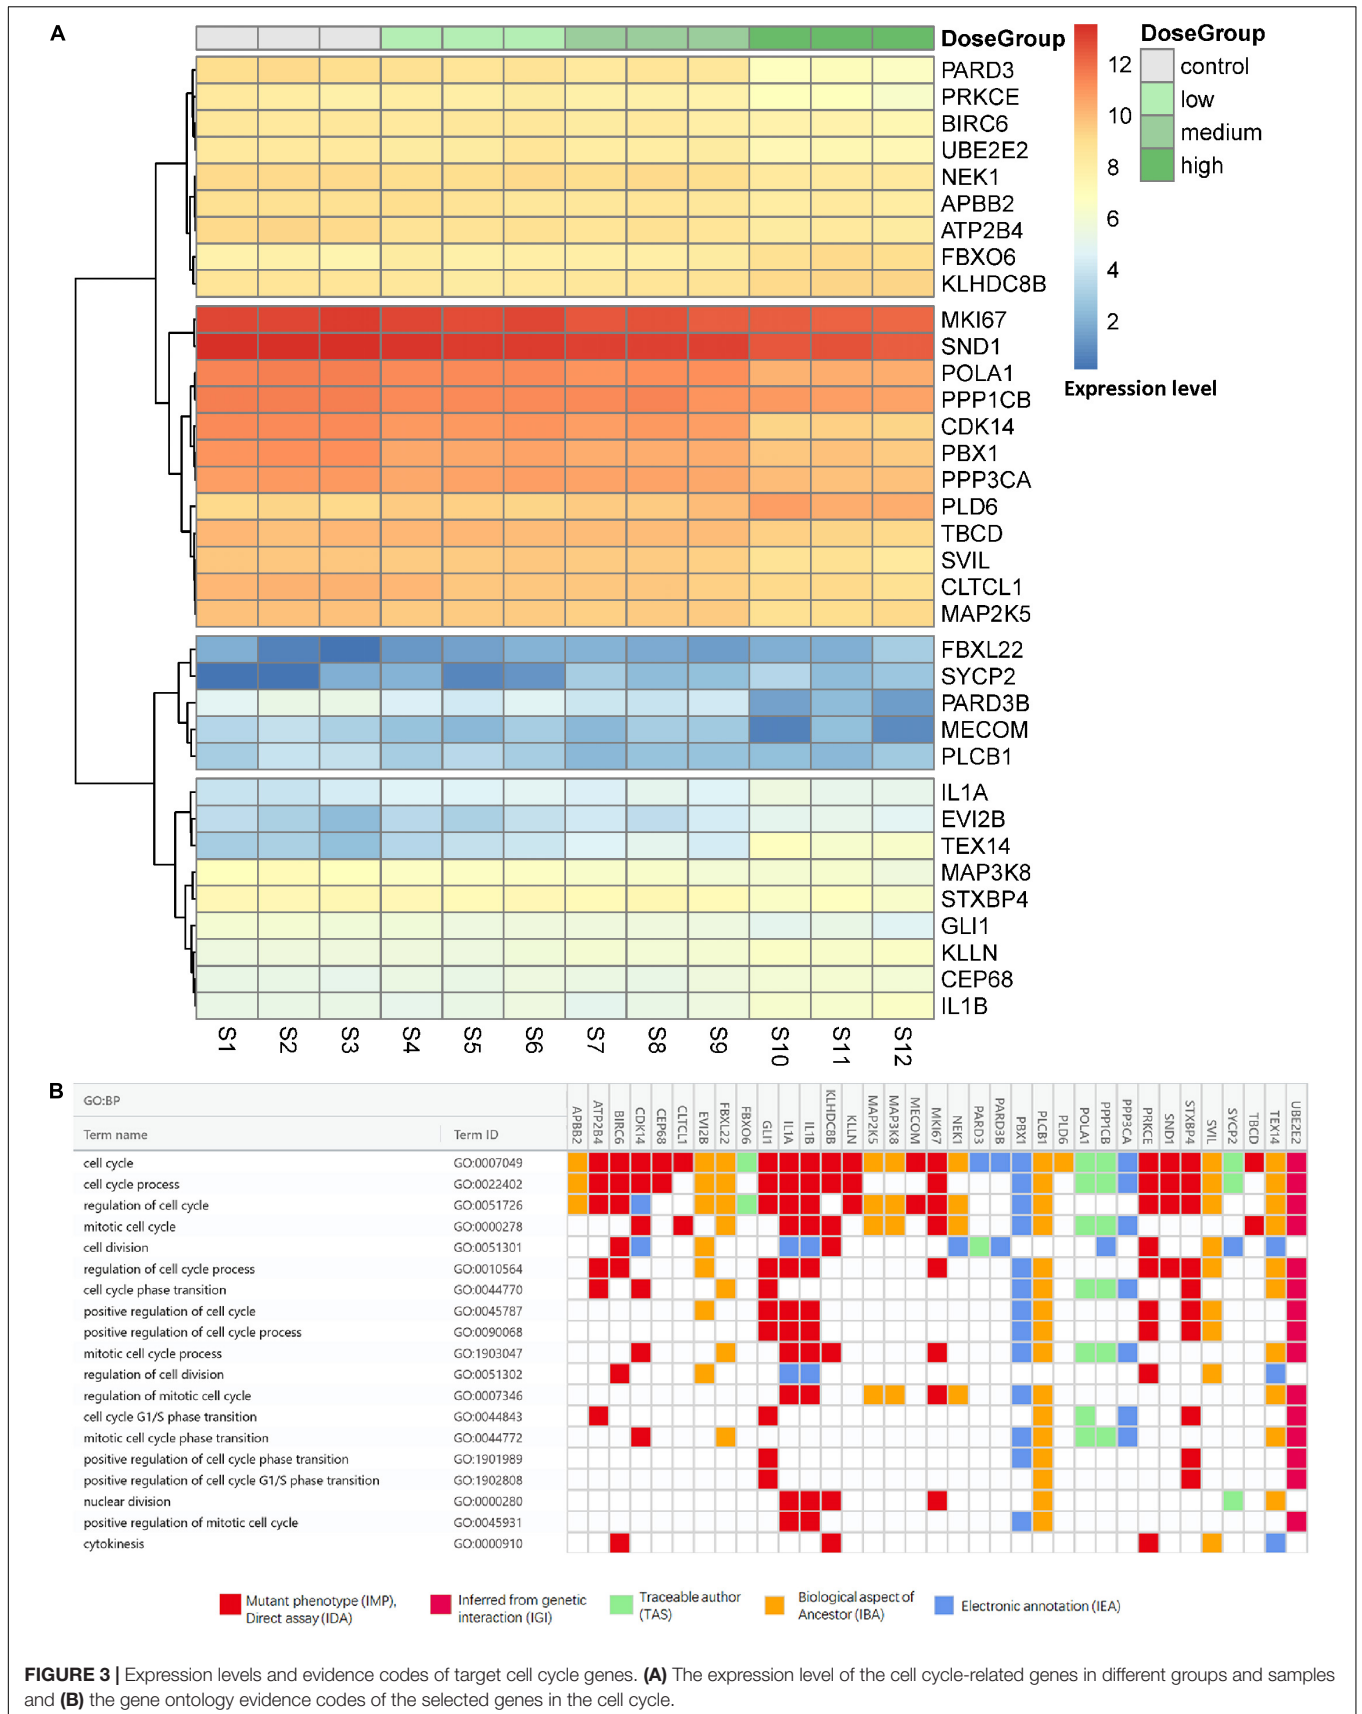 A
DoseGroup
PARD3
PRKCE
BIRC6
UBE2E2
NEK1
APBB2
ATP2B4
FBXO6
KLHDC8B
MKI67
SND1
POLA1
PPP1CB
CDK14
PBX1
PPP3CA
PLD6
TBCD
SVIL
CLTCL1
MAP2K5
FBXL22
SYCP2
PARD3B
MECOM
PLCB1
IL1A
EVI2B
TEX14
MAP3K8
STXBP4
GLI1
KLLN
CEP68
IL1B
12
10
8
6
4
2
Expression level
DoseGroup
control
low
medium
high
S1 S2 S3 S4 S5 S6 S7 S8 S9 S10 S11 S12
B
GO:BP
Term name Term ID
APBB2 ATP2B4 BIRC6 CDK14 CEP68 CLTCL1 EVI2B FBXL22 FBXO6 GLI1 IL1A IL1B KLHDC8B KLLN MAP2K5 MAP3K8 MECOM MKI67 NEK1 PARD3 PARD3B PBX1 PLCB1 PLD6 POLA1 PPP1CB PPP3CA PRKCE SND1 STXBP4 SVIL SYCP2 TBCD TEX14 UBE2E2
cell cycle GO:0007049
cell cycle process GO:0022402
regulation of cell cycle GO:0051726
mitotic cell cycle GO:0000278
cell division GO:0051301
regulation of cell cycle process GO:0010564
cell cycle phase transition GO:0044770
positive regulation of cell cycle GO:0045787
positive regulation of cell cycle process GO:0090068
mitotic cell cycle process GO:1903047
regulation of cell division GO:0051302
regulation of mitotic cell cycle GO:0007346
cell cycle G1/S phase transition GO:0044843
mitotic cell cycle phase transition GO:0044772
positive regulation of cell cycle phase transition GO:1901989
positive regulation of cell cycle G1/S phase transition GO:1902808
nuclear division GO:0000280
positive regulation of mitotic cell cycle GO:0045931
cytokinesis GO:0000910
Mutant phenotype (IMP),
Direct assay (IDA)
Inferred from genetic
interaction (IGI)
Traceable author
(TAS)
Biological aspect of
Ancestor (IBA)
Electronic annotation (IEA)
FIGURE 3 | Expression levels and evidence codes of target cell cycle genes. (A) The expression level of the cell cycle-related genes in different groups and samples
and (B) the gene ontology evidence codes of the selected genes in the cell cycle.